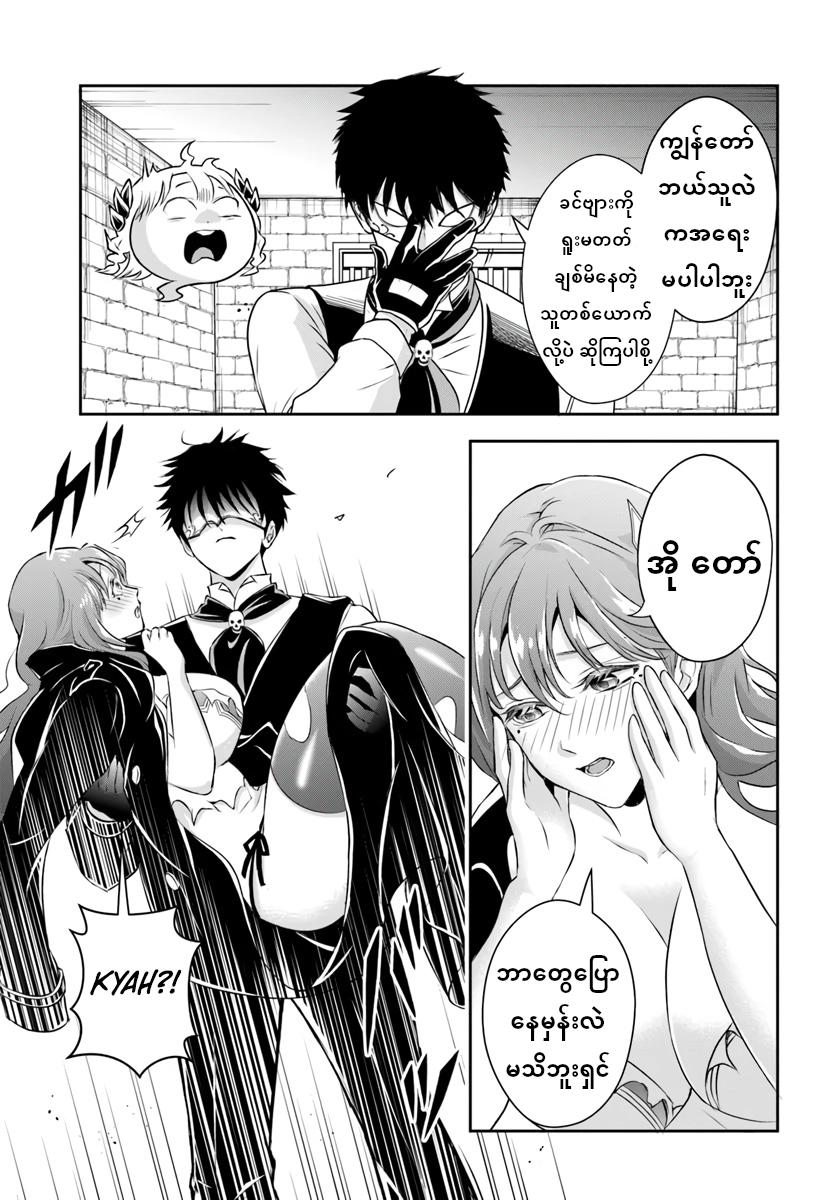 ကျွန်တော်
ဘယ်သူလဲ
ကအရေး
မပါပါဘူး
ခင်ဗျားကို
ရူးမတတ်
ချစ်မိနေတဲ့
သူတစ်ယောက်
လို့ပဲ ဆိုကြပါစို့
အို တော်
ဘာတွေပြော
နေမှန်းလဲ
မသိဘူးရှင်
ガバ
KYAH?!